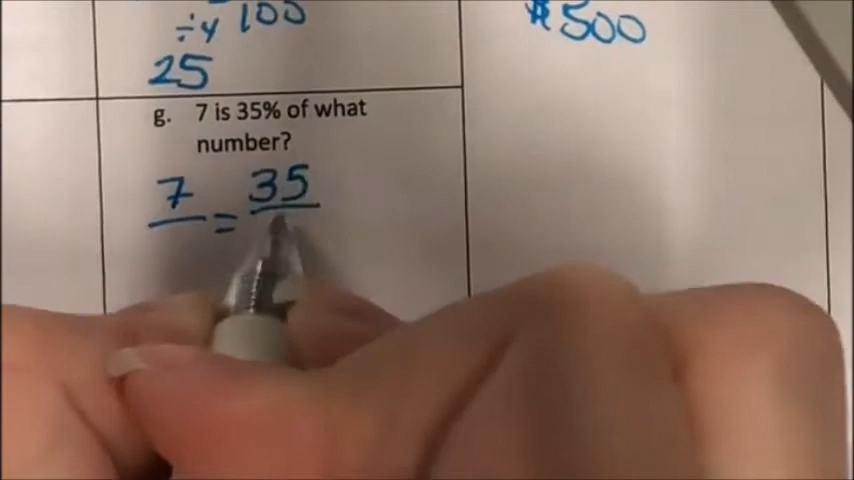 ÷4 100
25
$500
g. 7 is 35% of what
number?
7 = 35